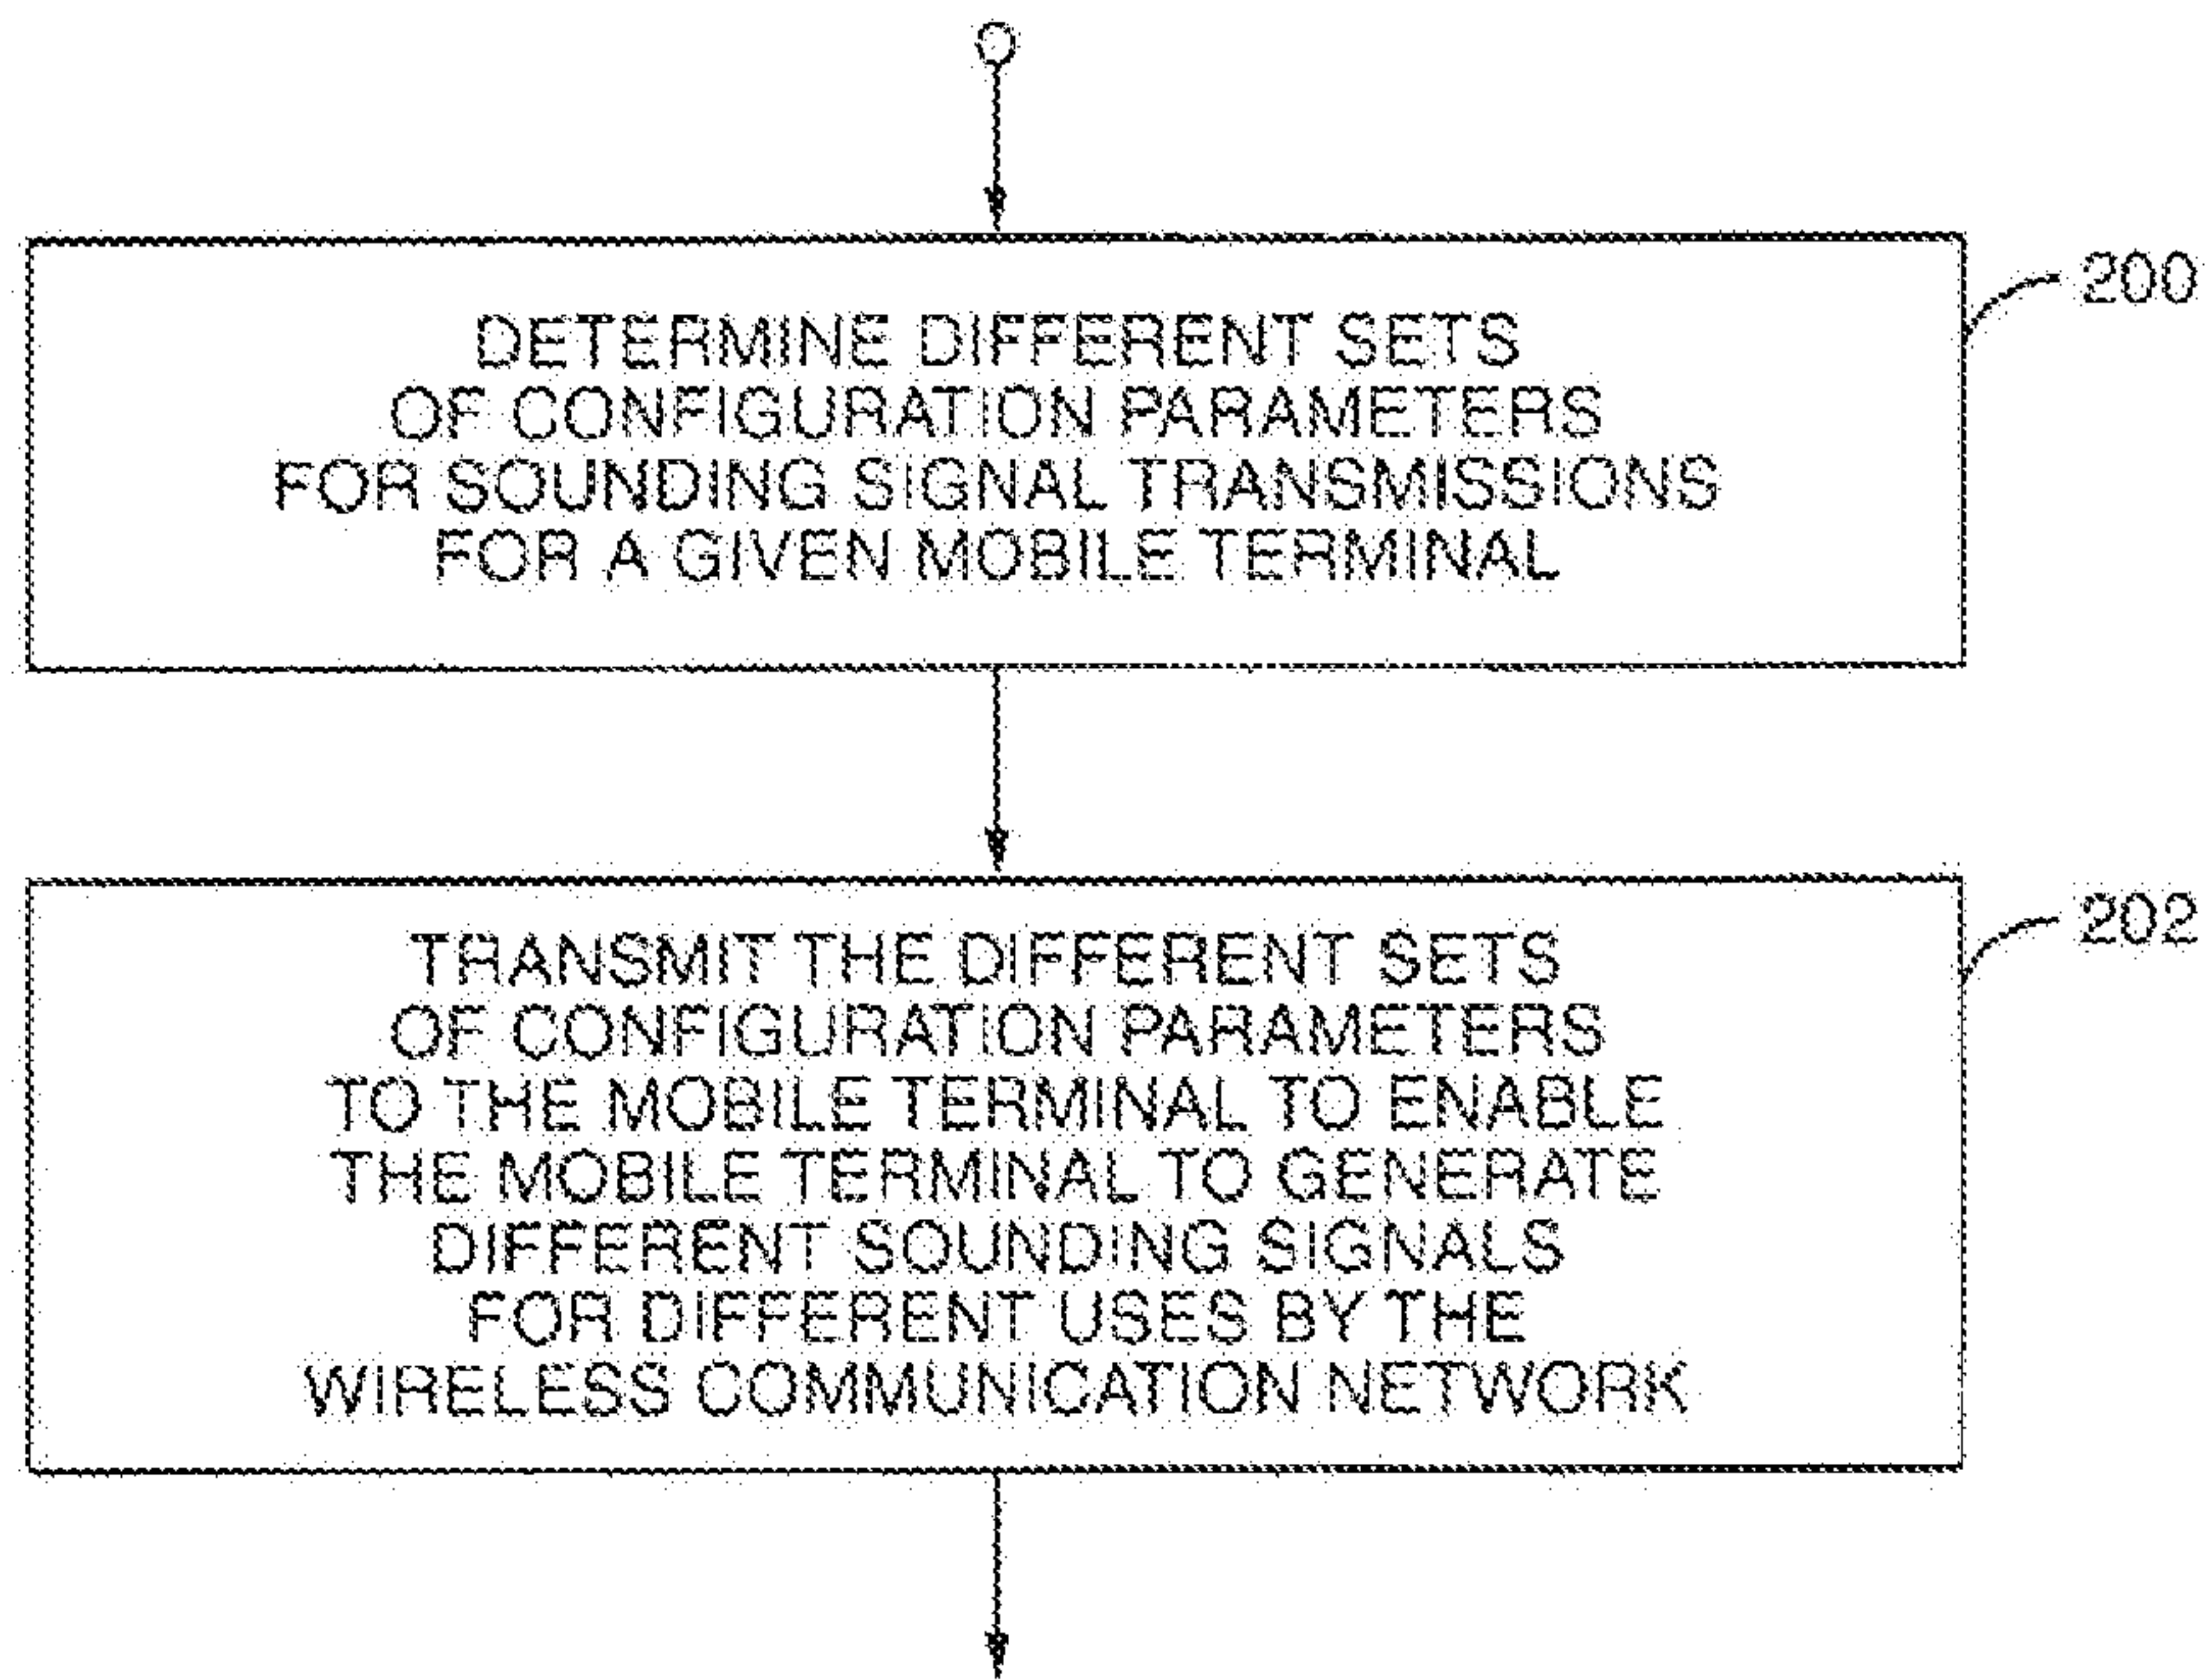 200
DETERMINE DIFFERENT SETS
OF CONFIGURATION PARAMETERS
FOR SOUNDING SIGNAL TRANSMISSIONS
FOR A GIVEN MOBILE TERMINAL
202
TRANSMIT THE DIFFERENT SETS
OF CONFIGURATION PARAMETERS
TO THE MOBILE TERMINAL TO ENABLE
THE MOBILE TERMINAL TO GENERATE
DIFFERENT SOUNDING SIGNALS
FOR DIFFERENT USES BY THE
WIRELESS COMMUNICATION NETWORK